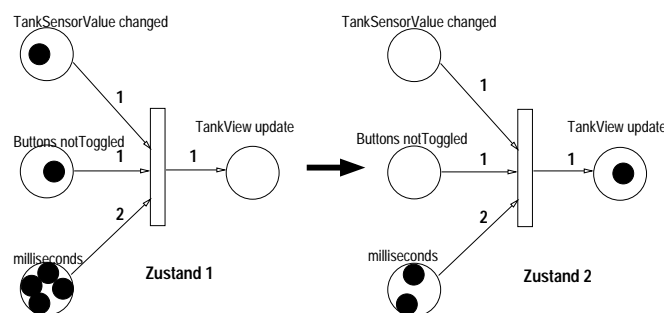 TankSensorValue changed
1
Buttons notToggled
1
1
TankView update
2
milliseconds
Zustand 1
TankSensorValue changed
1
Buttons notToggled
1
1
TankView update
2
milliseconds
Zustand 2